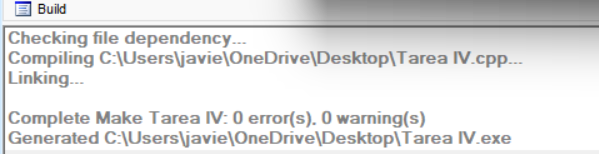 Build
Checking file dependency...
Compiling C:\Users\javie\OneDrive\Desktop\Tarea IV.cpp...
Linking...
Complete Make Tarea IV: 0 error(s), 0 warning(s)
Generated C:\Users\javie\OneDrive\Desktop\Tarea IV.exe